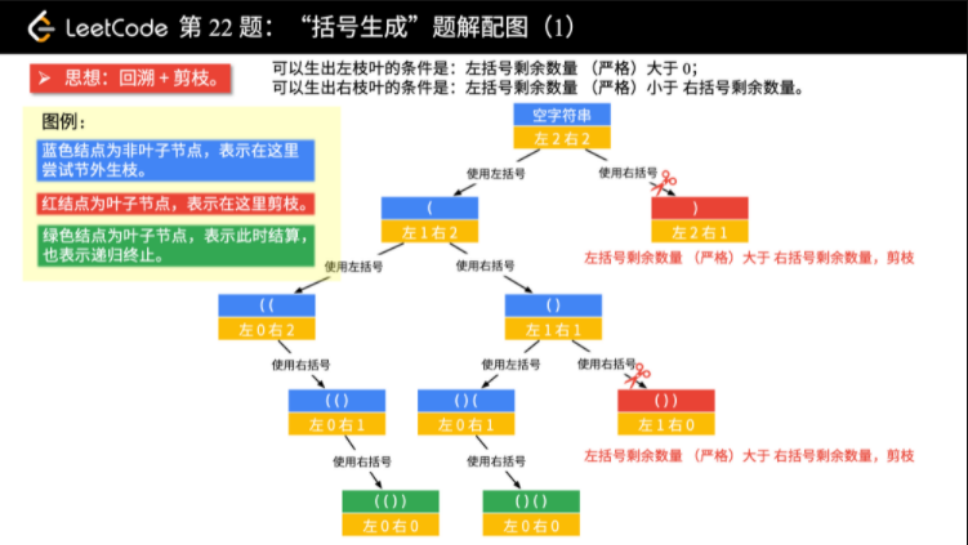 LeetCode 第 22 题：“括号生成”题解配图（1）
➢ 思想：回溯 + 剪枝。
可以生出左枝叶的条件是：左括号剩余数量 （严格）大于 0；
可以生出右枝叶的条件是：左括号剩余数量 （严格）小于 右括号剩余数量。
图例：
蓝色结点为非叶子节点，表示在这里
尝试节外生枝。
红结点为叶子节点，表示在这里剪枝。
绿色结点为叶子节点，表示此时结算，
也表示递归终止。
空字符串
左 2 右 2
使用左括号
使用右括号
(
左 1 右 2
)
左 2 右 1
左括号剩余数量 （严格）大于 右括号剩余数量，剪枝
使用左括号
使用右括号
( (
左 0 右 2
( )
左 1 右 1
使用右括号
使用左括号
使用右括号
( ( )
左 0 右 1
( ) (
左 0 右 1
( ) )
左 1 右 0
左括号剩余数量 （严格）大于 右括号剩余数量，剪枝
使用右括号
使用右括号
( ( ) )
左 0 右 0
( ) ( )
左 0 右 0